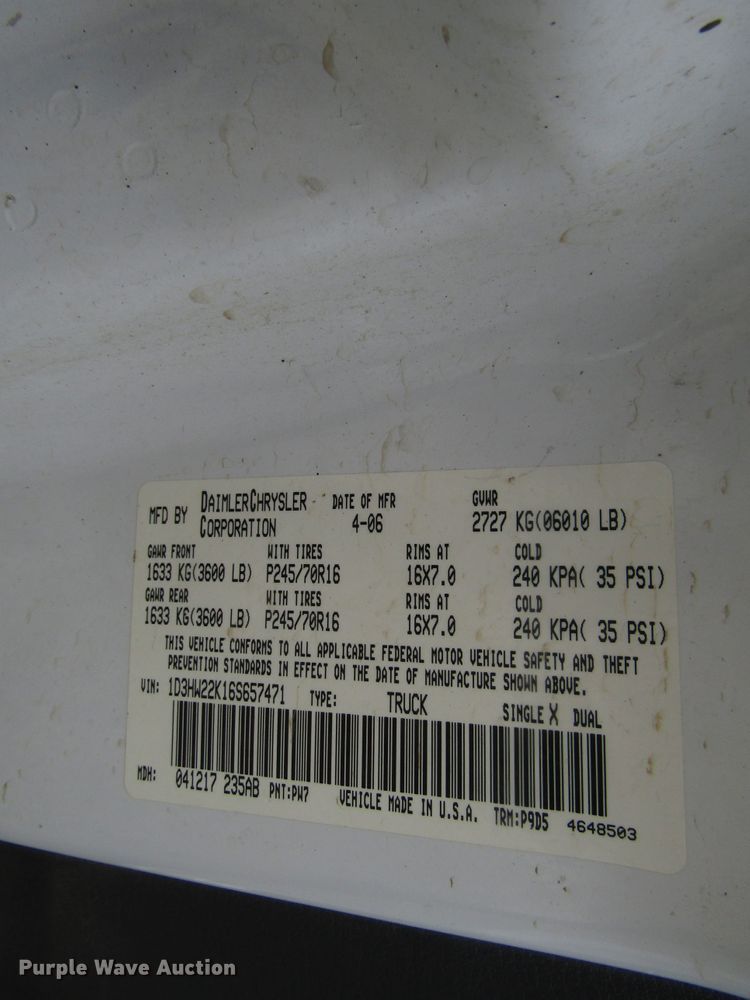 MFD BY DAIMLERCHRYSLER CORPORATION DATE OF MFR 4-06 GVWR 2727 KG(06010 LB)
GAWR FRONT WITH TIRES RIMS AT COLD
1633 KG(3600 LB) P245/70R16 16X7.0 240 KPA( 35 PSI)
GAWR REAR WITH TIRES RIMS AT COLD
1633 KG(3600 LB) P245/70R16 16X7.0 240 KPA( 35 PSI)
THIS VEHICLE CONFORMS TO ALL APPLICABLE FEDERAL MOTOR VEHICLE SAFETY AND THEFT
PREVENTION STANDARDS IN EFFECT ON THE DATE OF MANUFACTURE SHOWN ABOVE.
VIN: 1D3HW22K16S657471 TYPE: TRUCK SINGLE X DUAL
MDH: 041217 235AB PNT:PW7 VEHICLE MADE IN U.S.A. TRM:P9D5 4648503
Purple Wave Auction